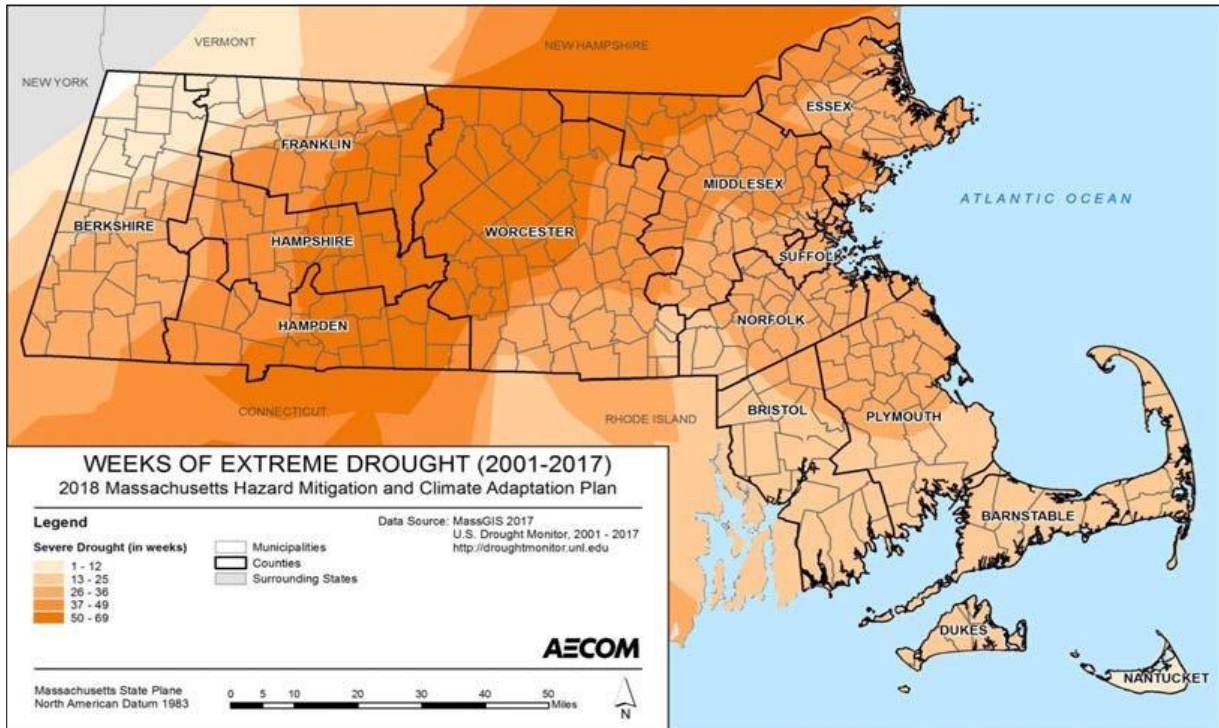 VERMONT
NEW HAMPSHIRE
NEW YORK
ESSEX
FRANKLIN
MIDDLESEX
ATLANTIC OCEAN
BERKSHIRE
HAMPSHIRE
WORCESTER
SUFFOLK
HAMPDEN
NORFOLK
CONNECTICUT
RHODE ISLAND
BRISTOL
PLYMOUTH
BARNSTABLE
DUKES
NANTUCKET
WEEKS OF EXTREME DROUGHT (2001-2017)
2018 Massachusetts Hazard Mitigation and Climate Adaptation Plan
Legend
Data Source: MassGIS 2017
U.S. Drought Monitor, 2001 - 2017
http://droughtmonitor.unl.edu
Severe Drought (in weeks)
1 - 12
13 - 25
26 - 36
37 - 49
50 - 69
Municipalities
Counties
Surrounding States
AECOM
Massachusetts State Plane
North American Datum 1983
0 5 10 20 30 40 50
Miles
N